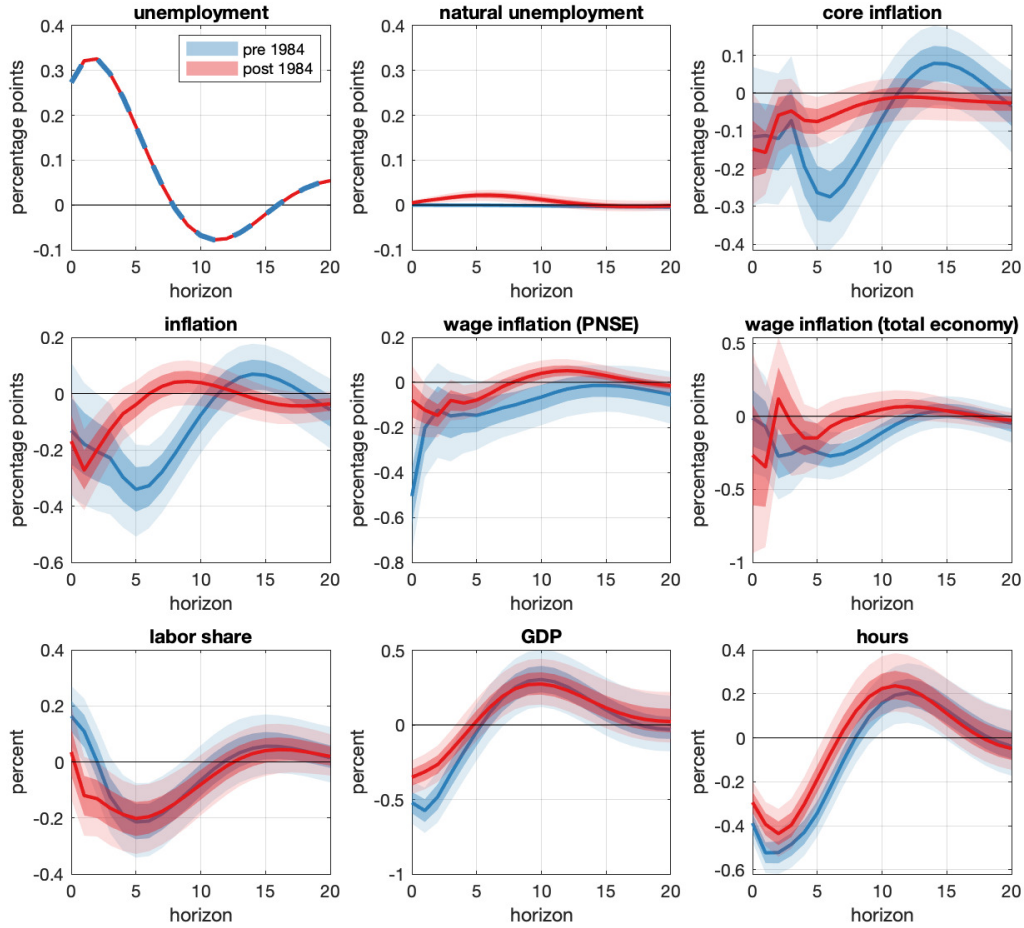 unemployment
0.4
0.3
0.2
0.1
0
-0.1
percentage points
pre 1984
post 1984
0 5 10 15 20
horizon
natural unemployment
0.4
0.3
0.2
0.1
0
-0.1
percentage points
0 5 10 15 20
horizon
core inflation
0.1
0
-0.1
-0.2
-0.3
-0.4
percentage points
0 5 10 15 20
horizon
inflation
0.2
0
-0.2
-0.4
-0.6
percentage points
0 5 10 15 20
horizon
wage inflation (PNSE)
0.2
0
-0.2
-0.4
-0.6
-0.8
percentage points
0 5 10 15 20
horizon
wage inflation (total economy)
0.5
0
-0.5
-1
percentage points
0 5 10 15 20
horizon
labor share
0.4
0.2
0
-0.2
-0.4
percent
0 5 10 15 20
horizon
GDP
0.5
0
-0.5
-1
percent
0 5 10 15 20
horizon
hours
0.4
0.2
0
-0.2
-0.4
-0.6
percent
0 5 10 15 20
horizon